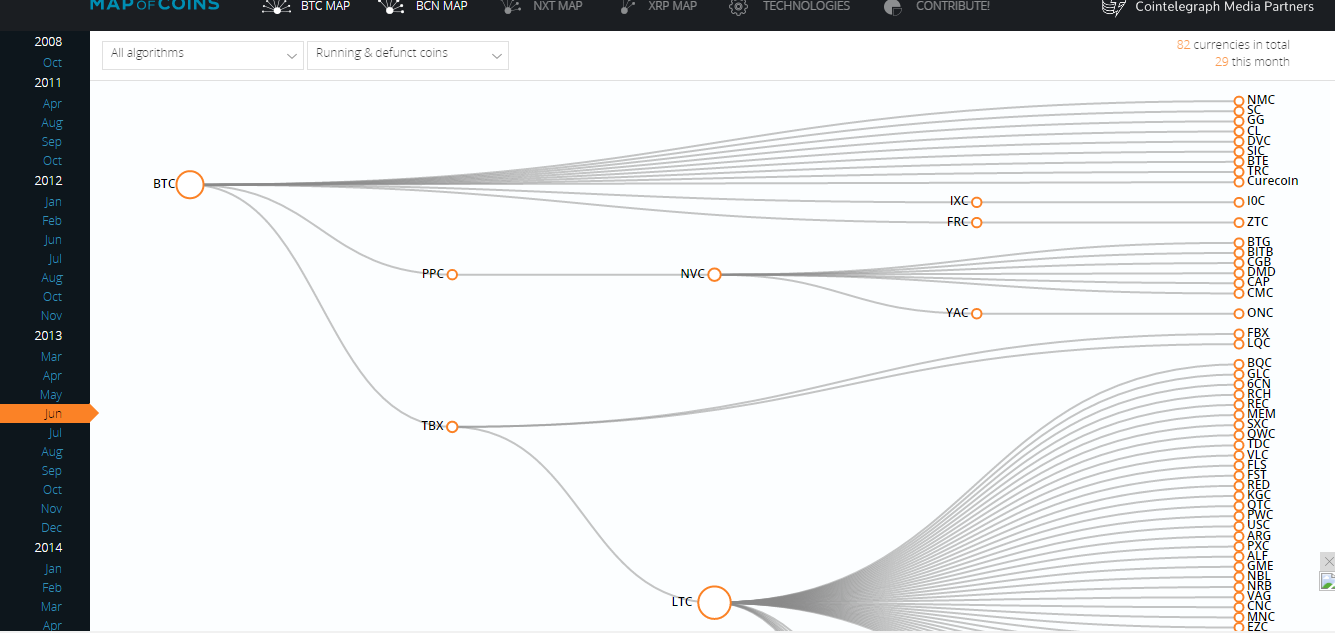 MAP OF COINS
BTC MAP
BCN MAP
NXT MAP
XRP MAP
TECHNOLOGIES
CONTRIBUTE!
Cointelegraph Media Partners
All algorithms
Running & defunct coins
82 currencies in total
29 this month
2008
Oct
2011
Apr
Aug
Sep
Oct
2012
Jan
Feb
Jun
Jul
Aug
Oct
Nov
2013
Mar
Apr
May
Jun
Jul
Aug
Sep
Oct
Nov
Dec
2014
Jan
Feb
Mar
Apr
BTC
PPC
TBX
NVC
LTC
IXC
FRC
YAC
NMC
SC
GG
CL
DVC
SIC
BTE
TRC
Curecoin
I0C
ZTC
BTG
BITB
CGB
DMD
CAP
CMC
ONC
FBX
LQC
BQC
GLC
6CN
RCH
REC
MEM
SXC
OWC
TDC
VLC
FLS
FST
RED
KGC
OTC
PWC
USC
ARG
PXC
ALF
GME
NBL
NRB
VAG
CNC
MNC
EZC